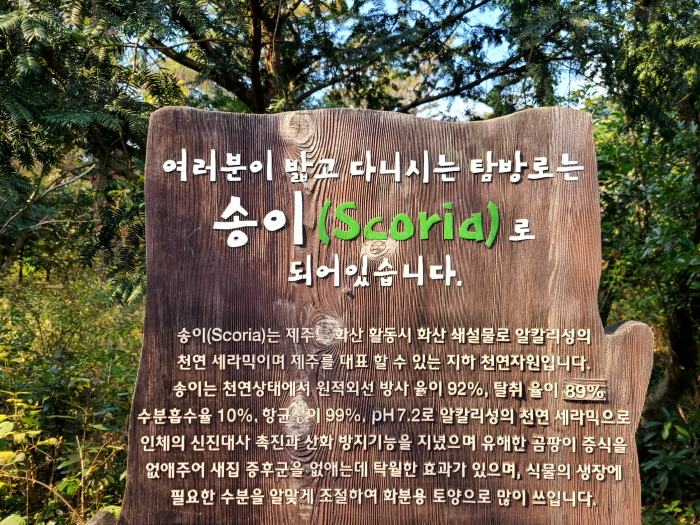 여러분이 밟고 다니시는 탐방로는
송이(Scoria)로
되어있습니다.
송이(Scoria)는 제주도 화산 활동시 화산 쇄설물로 알칼리성의
천연 세라믹이며 제주를 대표 할 수 있는 지하 천연자원입니다.
송이는 천연상태에서 원적외선 방사 율이 92%, 탈취 율이 89%
수분흡수율 10%, 항균성이 99%, pH 7.2로 알칼리성의 천연 세라믹으로
인체의 신진대사 촉진과 산화 방지기능을 지녔으며 유해한 곰팡이 증식을
없애주어 새집 증후군을 없애는데 탁월한 효과가 있으며, 식물의 생장에
필요한 수분을 알맞게 조절하여 화분용 토양으로 많이 쓰입니다.